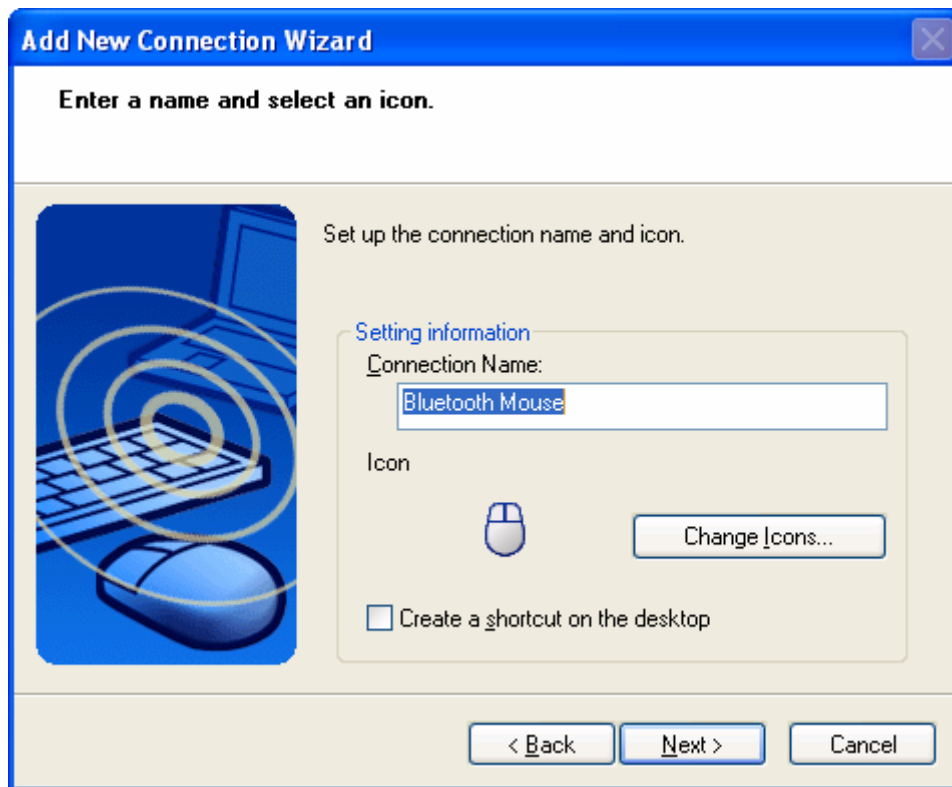 Add New Connection Wizard
Enter a name and select an icon.
Set up the connection name and icon.
Setting information
Connection Name:
Bluetooth Mouse
Icon
Change Icons...
Create a shortcut on the desktop
< Back Next > Cancel